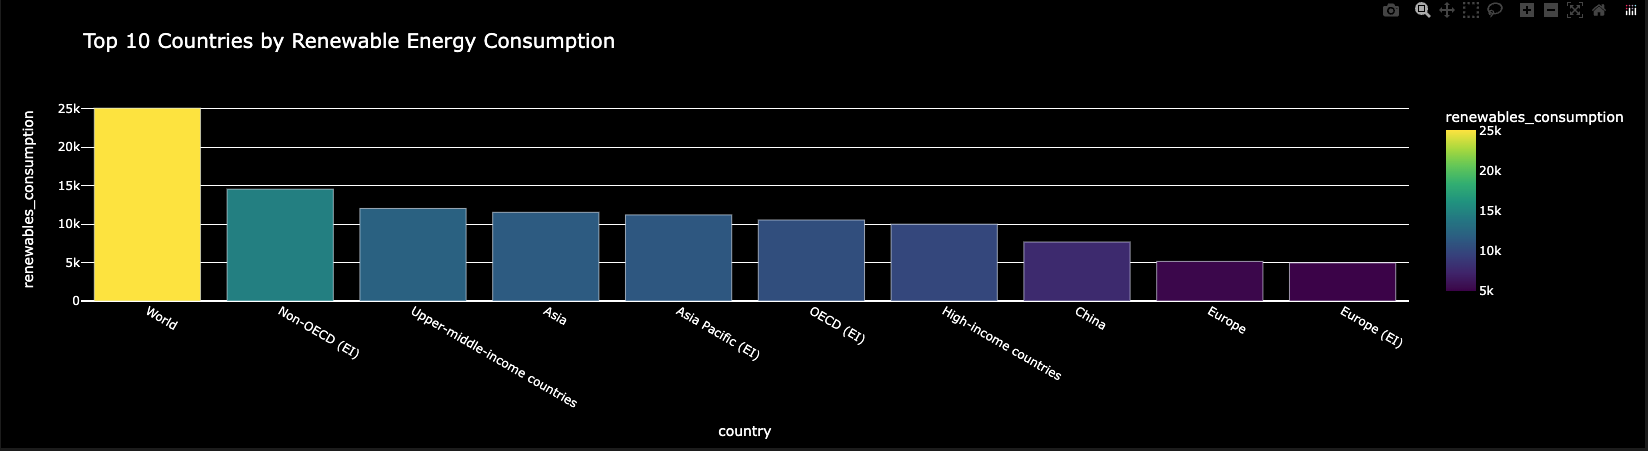 Top 10 Countries by Renewable Energy Consumption
renewables_consumption
25k
20k
15k
10k
5k
0
World
Non-OECD (EI)
Upper-middle-income countries
Asia
Asia Pacific (EI)
OECD (EI)
High-income countries
China
Europe
Europe (EI)
country
renewables_consumption
25k
20k
15k
10k
5k